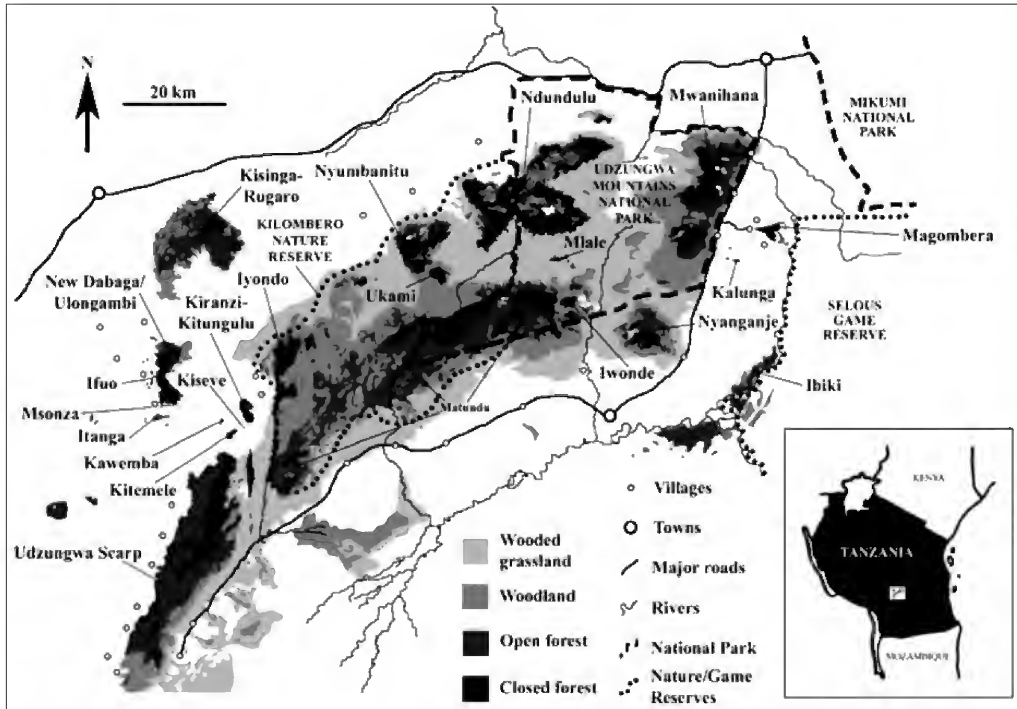 N
20 km
Ndundulu
Mwanihana
MIKUMI
NATIONAL
PARK
Kisinga-
Rugaro
Nyumbanitu
UDZUNGWA
MOUNTAINS
NATIONAL
PARK
KILOMBERO
NATURE
RESERVE
Mlale
Magombera
New Dabaga/
Ulongambi
Iyondo
Kiranzi-
Kitungulu
Ukami
Kalunga
Nyanganje
SELOUS
GAME
RESERVE
Ifuo
Kiseve
Iwonde
Ibiki
Msonza
Matundu
Itanga
Kawemba
Kitemele
Udzungwa Scarp
Wooded
grassland
Woodland
Open forest
Closed forest
Villages
Towns
Major roads
Rivers
National Park
Nature/Game
Reserves
KENYA
TANZANIA
MOZAMBIQUE